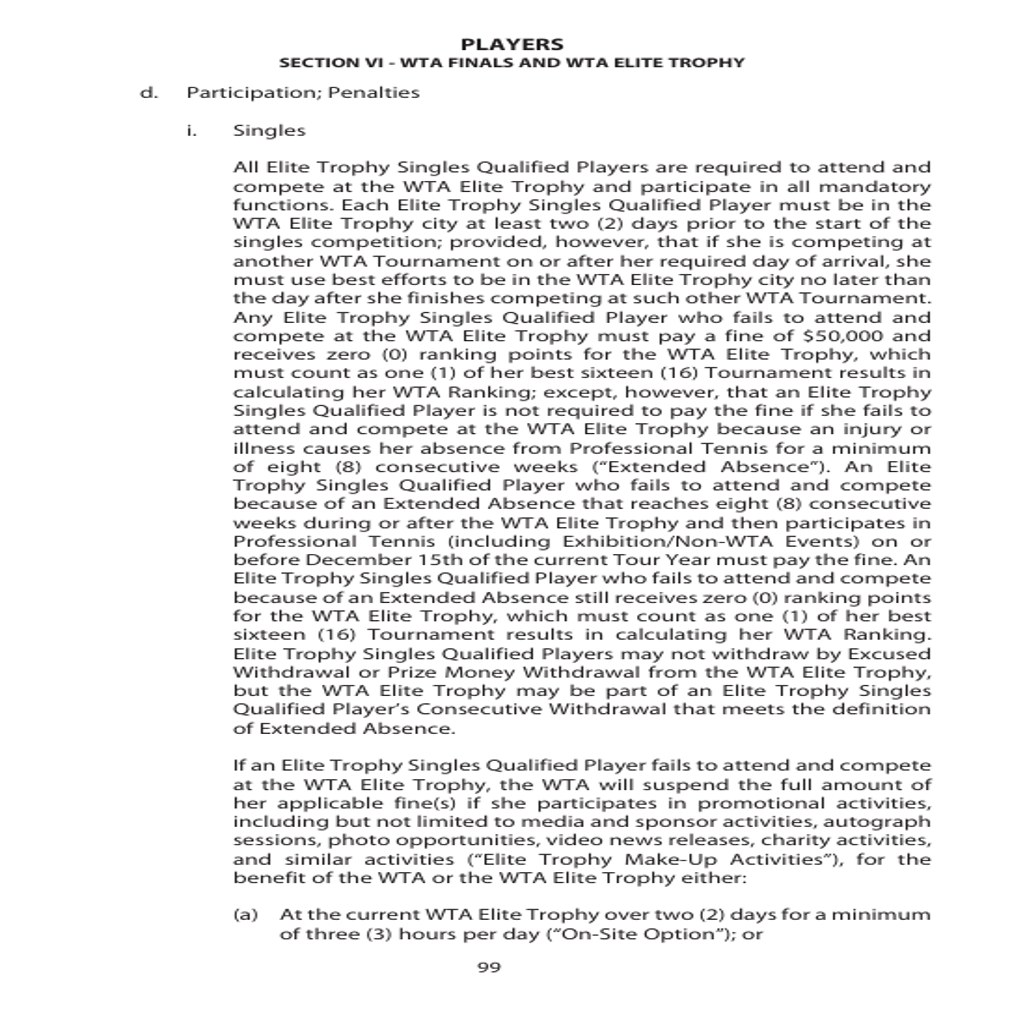 PLAYERS
SECTION VI - WTA FINALS AND WTA ELITE TROPHY
d. Participation; Penalties
i. Singles
All Elite Trophy Singles Qualified Players are required to attend and
compete at the WTA Elite Trophy and participate in all mandatory
functions. Each Elite Trophy Singles Qualified Player must be in the
WTA Elite Trophy city at least two (2) days prior to the start of the
singles competition; provided, however, that if she is competing at
another WTA Tournament on or after her required day of arrival, she
must use best efforts to be in the WTA Elite Trophy city no later than
the day after she finishes competing at such other WTA Tournament.
Any Elite Trophy Singles Qualified Player who fails to attend and
compete at the WTA Elite Trophy must pay a fine of $50,000 and
receives zero (0) ranking points for the WTA Elite Trophy, which
must count as one (1) of her best sixteen (16) Tournament results in
calculating her WTA Ranking; except, however, that an Elite Trophy
Singles Qualified Player is not required to pay the fine if she fails to
attend and compete at the WTA Elite Trophy because an injury or
illness causes her absence from Professional Tennis for a minimum
of eight (8) consecutive weeks (“Extended Absence”). An Elite
Trophy Singles Qualified Player who fails to attend and compete
because of an Extended Absence that reaches eight (8) consecutive
weeks during or after the WTA Elite Trophy and then participates in
Professional Tennis (including Exhibition/Non-WTA Events) on or
before December 15th of the current Tour Year must pay the fine. An
Elite Trophy Singles Qualified Player who fails to attend and compete
because of an Extended Absence still receives zero (0) ranking points
for the WTA Elite Trophy, which must count as one (1) of her best
sixteen (16) Tournament results in calculating her WTA Ranking.
Elite Trophy Singles Qualified Players may not withdraw by Excused
Withdrawal or Prize Money Withdrawal from the WTA Elite Trophy,
but the WTA Elite Trophy may be part of an Elite Trophy Singles
Qualified Player’s Consecutive Withdrawal that meets the definition
of Extended Absence.
If an Elite Trophy Singles Qualified Player fails to attend and compete
at the WTA Elite Trophy, the WTA will suspend the full amount of
her applicable fine(s) if she participates in promotional activities,
including but not limited to media and sponsor activities, autograph
sessions, photo opportunities, video news releases, charity activities,
and similar activities (“Elite Trophy Make-Up Activities”), for the
benefit of the WTA or the WTA Elite Trophy either:
(a) At the current WTA Elite Trophy over two (2) days for a minimum
of three (3) hours per day (“On-Site Option”); or
99